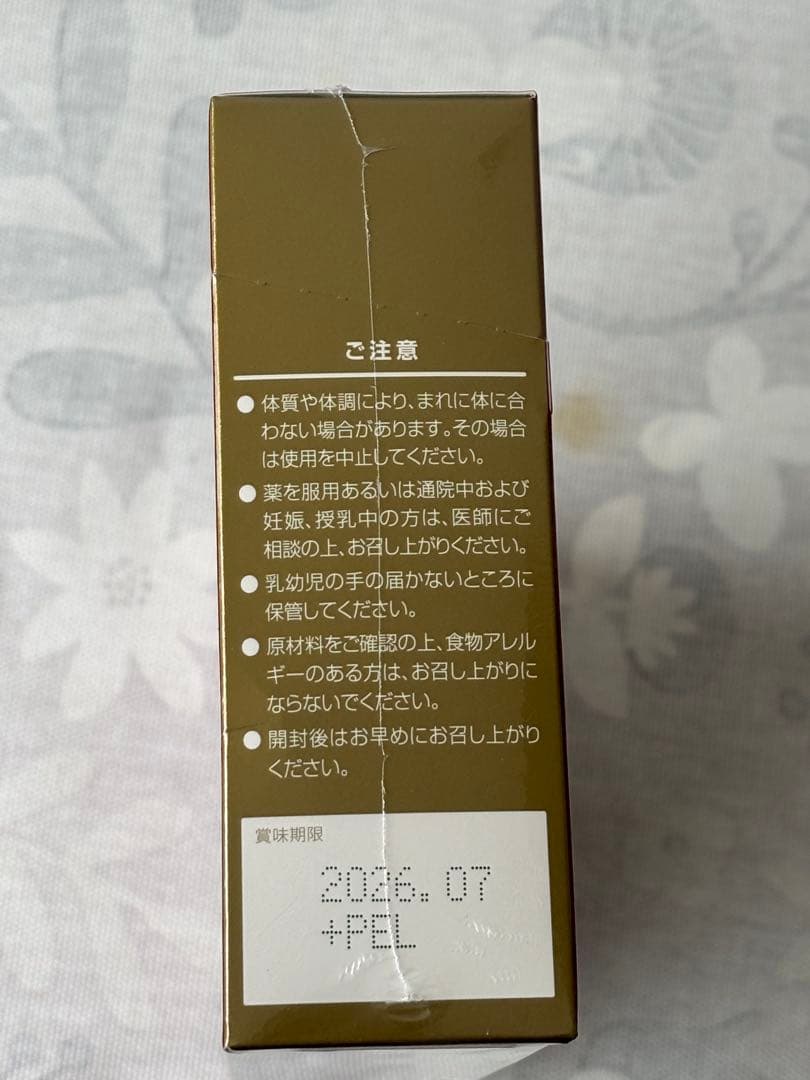 ご注意
● 体質や体調により、まれに体に合
わない場合があります。その場合
は使用を中止してください。
● 薬を服用あるいは通院中および
妊娠、授乳中の方は、医師にご
相談の上、お召し上がりください。
● 乳幼児の手の届かないところに
保管してください。
● 原材料をご確認の上、食物アレル
ギーのある方は、お召し上がりに
ならないでください。
● 開封後はお早めにお召し上がり
ください。
賞味期限
2026.07
+PEL